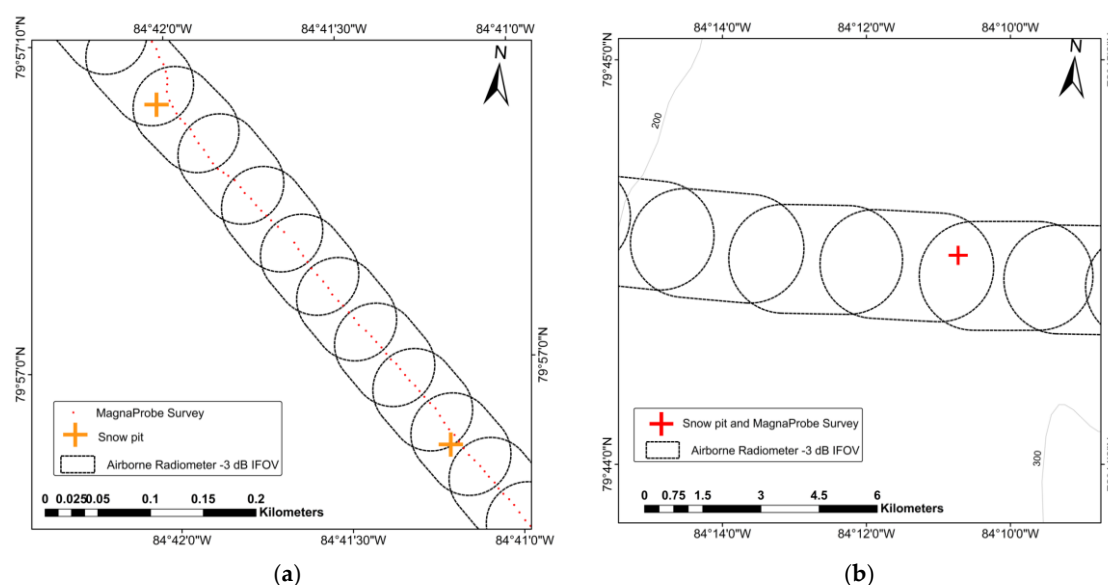 84°42'0"W 84°41'30"W 84°41'0"W
79°57'10"N
N
79°57'0"N
79°57'0"N
MagnaProbe Survey
Snow pit
Airborne Radiometer -3 dB IFOV
0 0.025 0.05 0.1 0.15 0.2
Kilometers
84°42'0"W 84°41'30"W 84°41'0"W
(a)
84°14'0"W 84°12'0"W 84°10'0"W
79°45'0"N
N
200
79°44'0"N
300
Snow pit and MagnaProbe Survey
Airborne Radiometer -3 dB IFOV
0 0.75 1.5 3 4.5 6
Kilometers
84°14'0"W 84°12'0"W 84°10'0"W
(b)